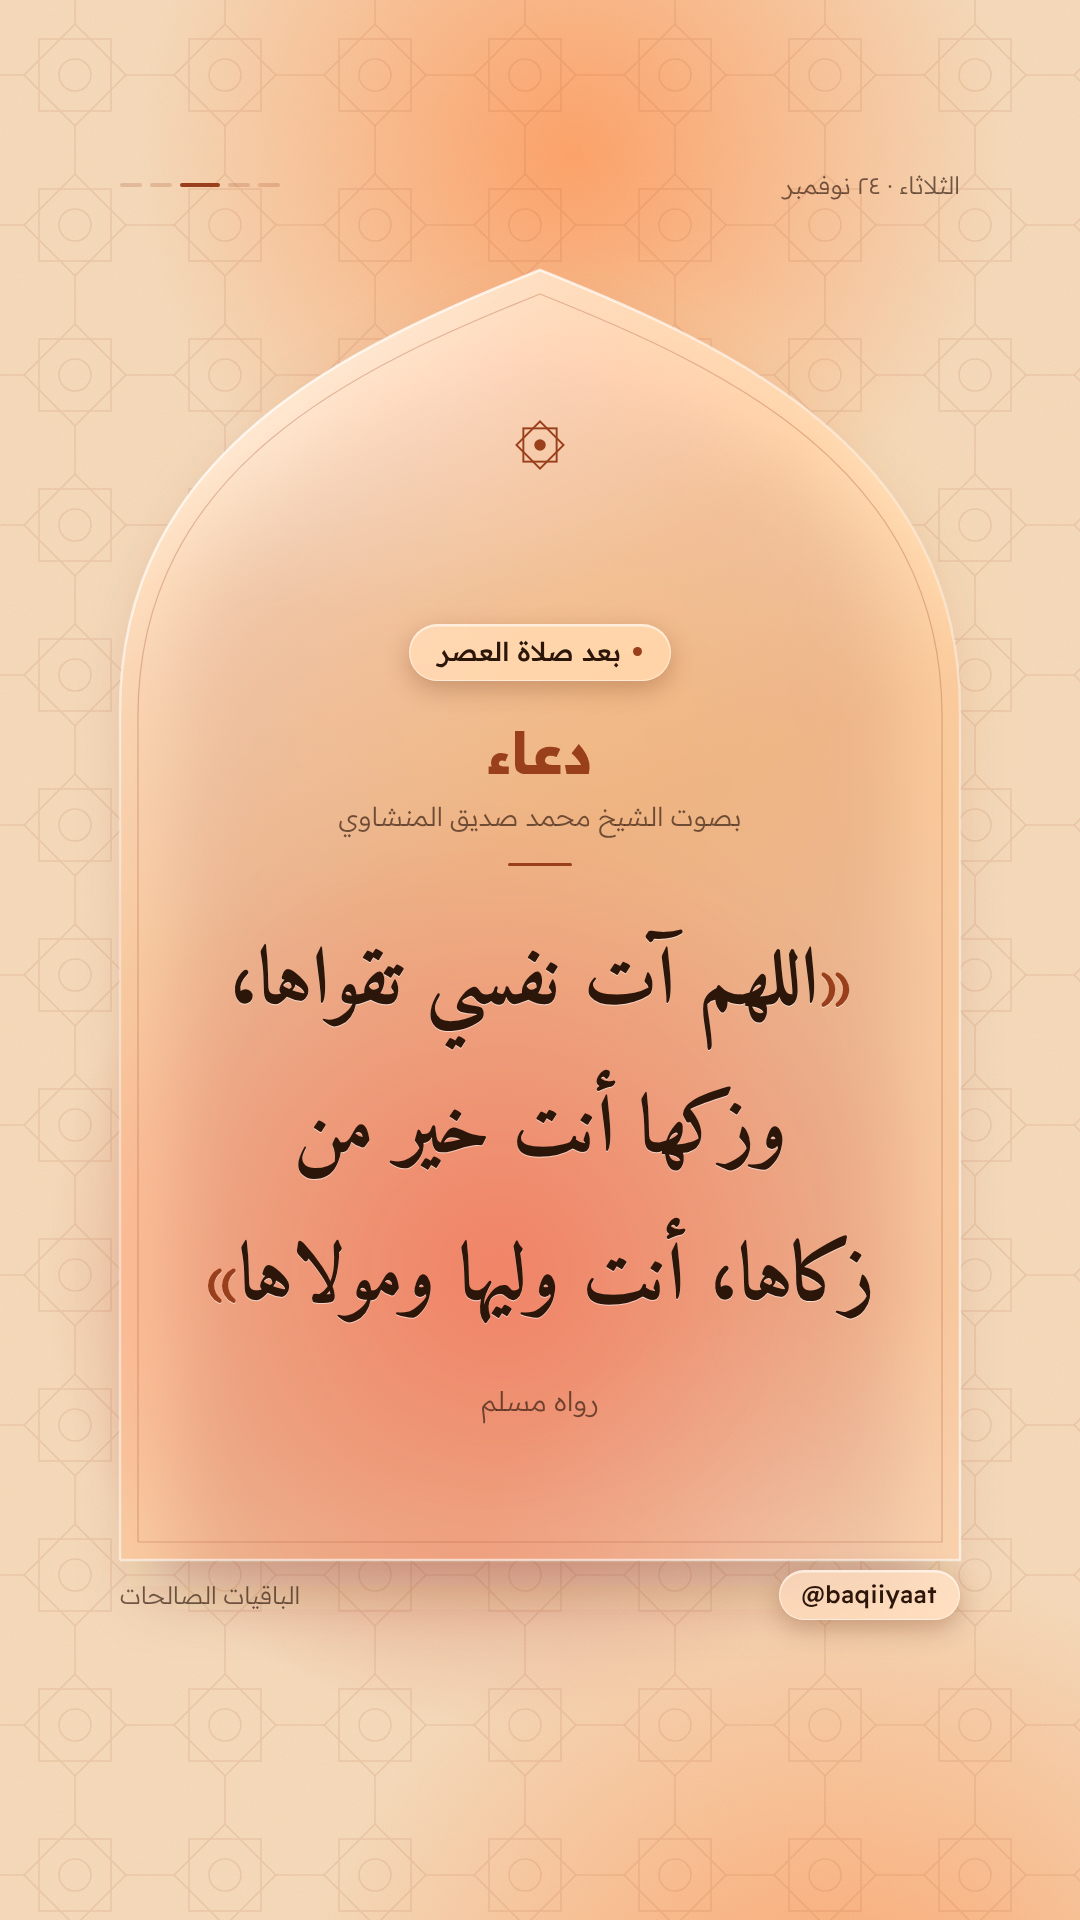 الثلاثاء · ٢٤ نوفمبر
بعد صلاة العصر
دعاء
بصوت الشيخ محمد صديق المنشاوي
«اللهم آت نفسي تقواها،
وزكها أنت خير من
زكاها، أنت وليها ومولاها»
رواه مسلم
@baqiiyaat
الباقيات الصالحات